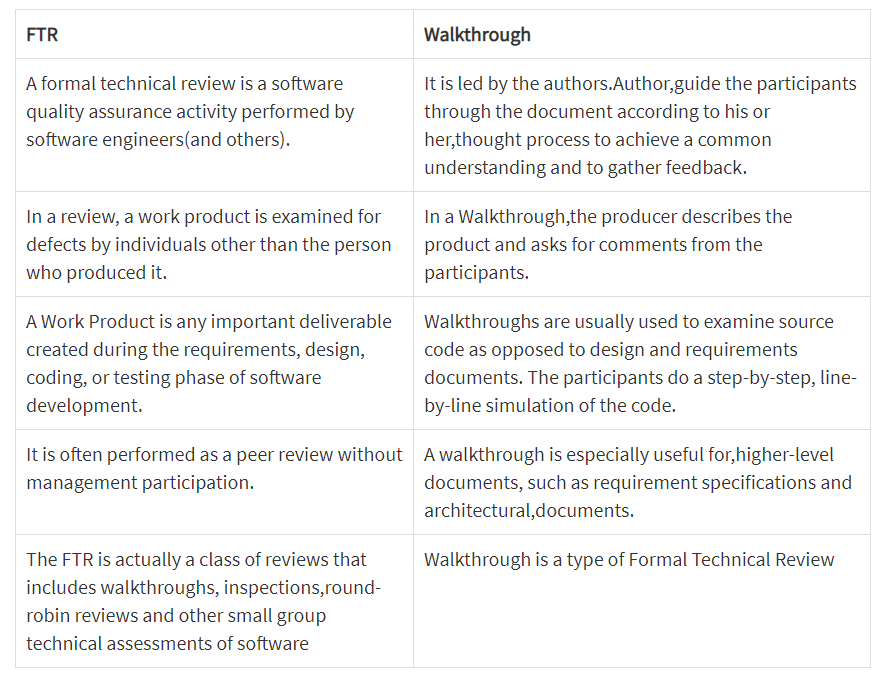 FTR
Walkthrough
A formal technical review is a software
quality assurance activity performed by
software engineers(and others).
It is led by the authors.Author,guide the participants
through the document according to his or
her,thought process to achieve a common
understanding and to gather feedback.
In a review, a work product is examined for
defects by individuals other than the person
who produced it.
In a Walkthrough,the producer describes the
product and asks for comments from the
participants.
A Work Product is any important deliverable
created during the requirements, design,
coding, or testing phase of software
development.
Walkthroughs are usually used to examine source
code as opposed to design and requirements
documents. The participants do a step-by-step, line-
by-line simulation of the code.
It is often performed as a peer review without
management participation.
A walkthrough is especially useful for,higher-level
documents, such as requirement specifications and
architectural,documents.
The FTR is actually a class of reviews that
includes walkthroughs, inspections,round-
robin reviews and other small group
technical assessments of software
Walkthrough is a type of Formal Technical Review